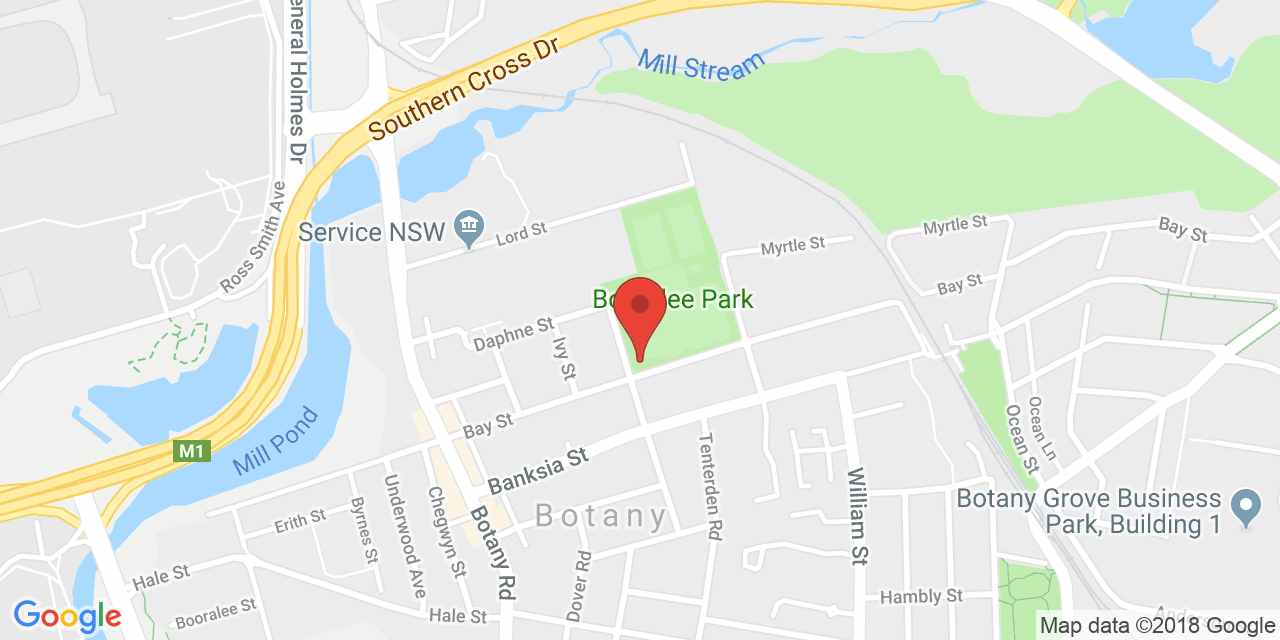 General Holmes Dr
Southern Cross Dr
Mill Stream
Ross Smith Ave
Service NSW
Lord St
Myrtle St
Myrtle St
Bay St
Bay St
Park
Daphne St
Ivy St
Bay St
Mill Pond
M1
Banksia St
Botany
Botany Rd
Erith St
Byrnes St
Underwood Ave
Chegwyn St
Tenterden Rd
William St
Ocean St
Ocean Ln
Botany Grove Business
Park, Building 1
Hale St
Booralee St
Hale St
Dover Rd
Hambly St
Google
Map data ©2018 Google